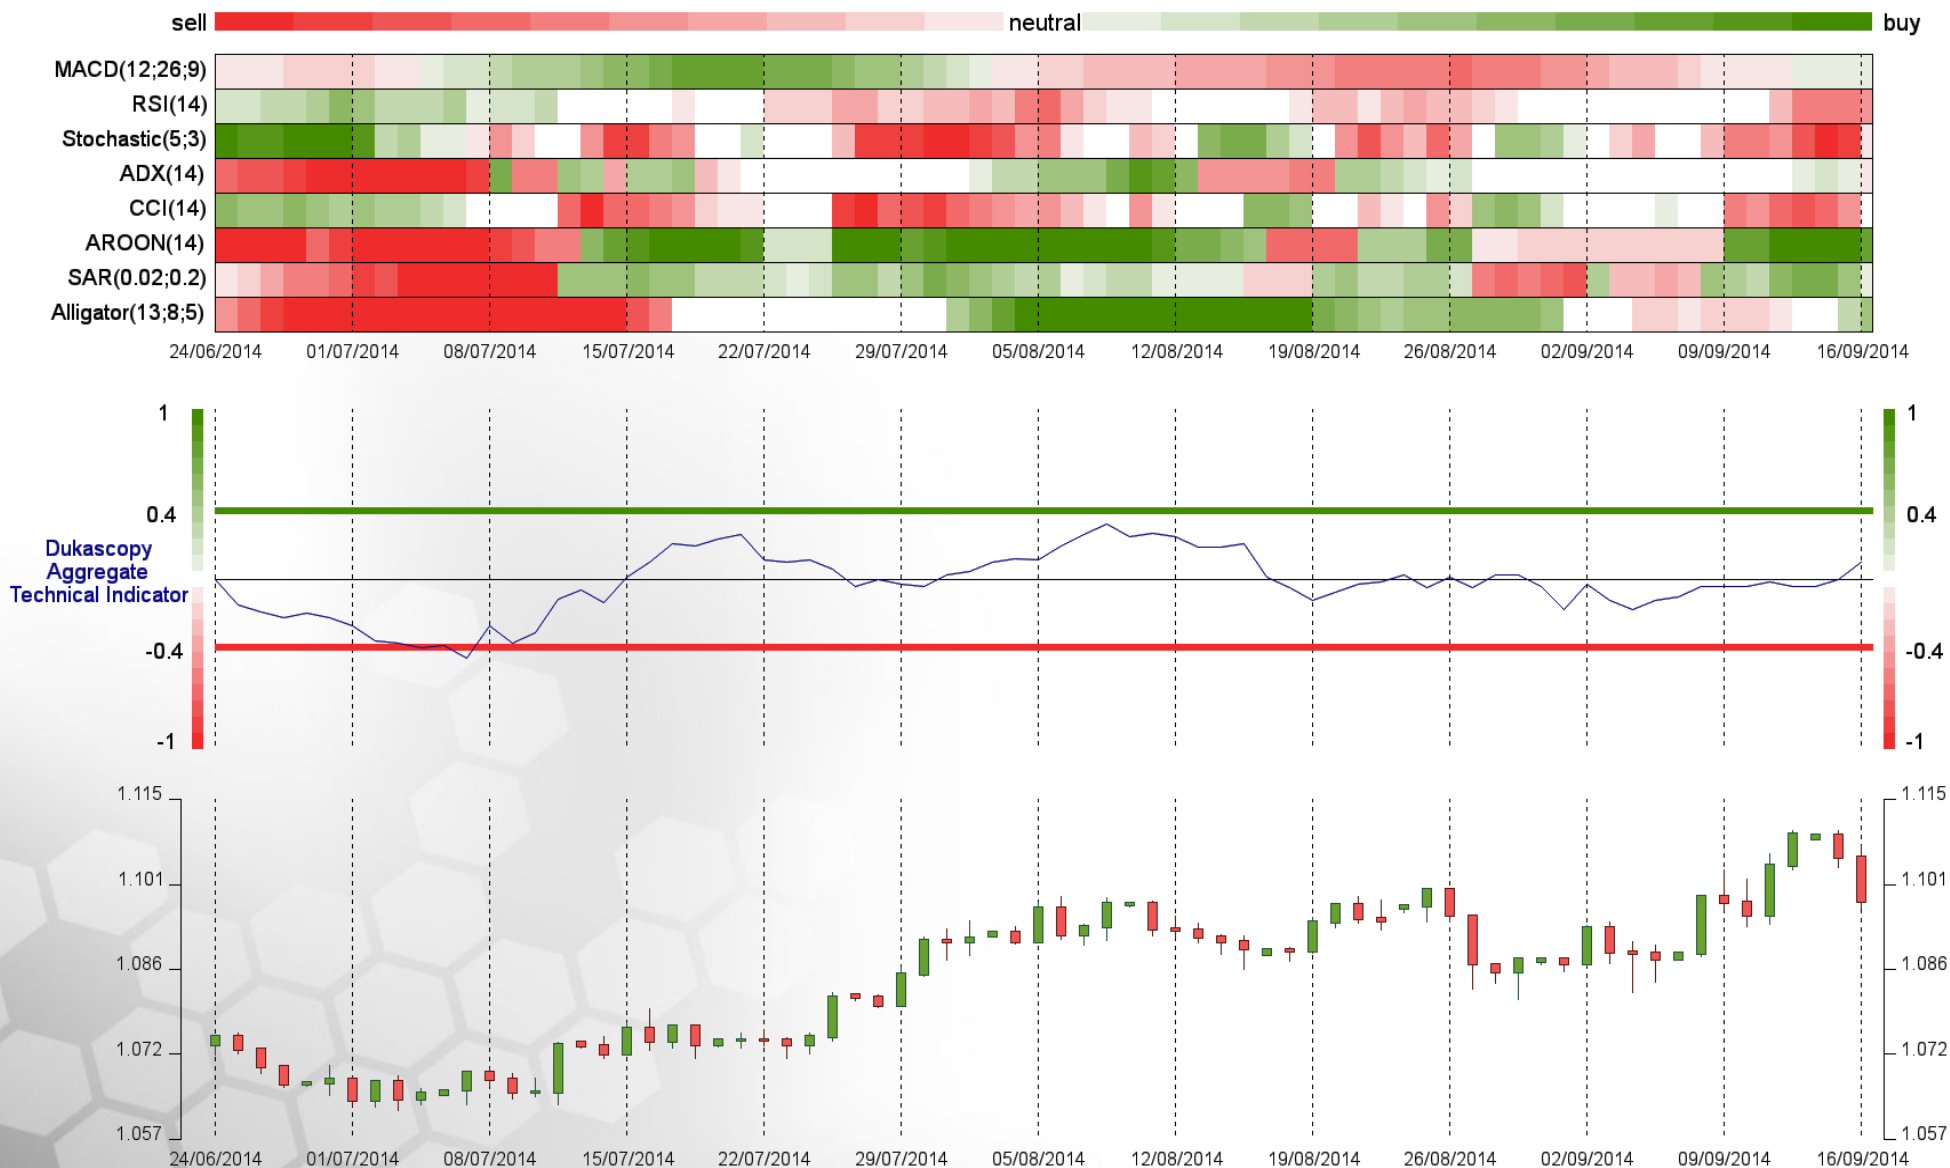 sell neutral buy
MACD(12;26;9)
RSI(14)
Stochastic(5;3)
ADX(14)
CCI(14)
AROON(14)
SAR(0.02;0.2)
Alligator(13;8;5)
24/06/2014 01/07/2014 08/07/2014 15/07/2014 22/07/2014 29/07/2014 05/08/2014 12/08/2014 19/08/2014 26/08/2014 02/09/2014 09/09/2014 16/09/2014
1 1
0.4 0.4
Dukascopy
Aggregate
Technical Indicator
-0.4 -0.4
-1 -1
1.115 1.115
1.101 1.101
1.086 1.086
1.072 1.072
1.057 1.057
24/06/2014 01/07/2014 08/07/2014 15/07/2014 22/07/2014 29/07/2014 05/08/2014 12/08/2014 19/08/2014 26/08/2014 02/09/2014 09/09/2014 16/09/2014